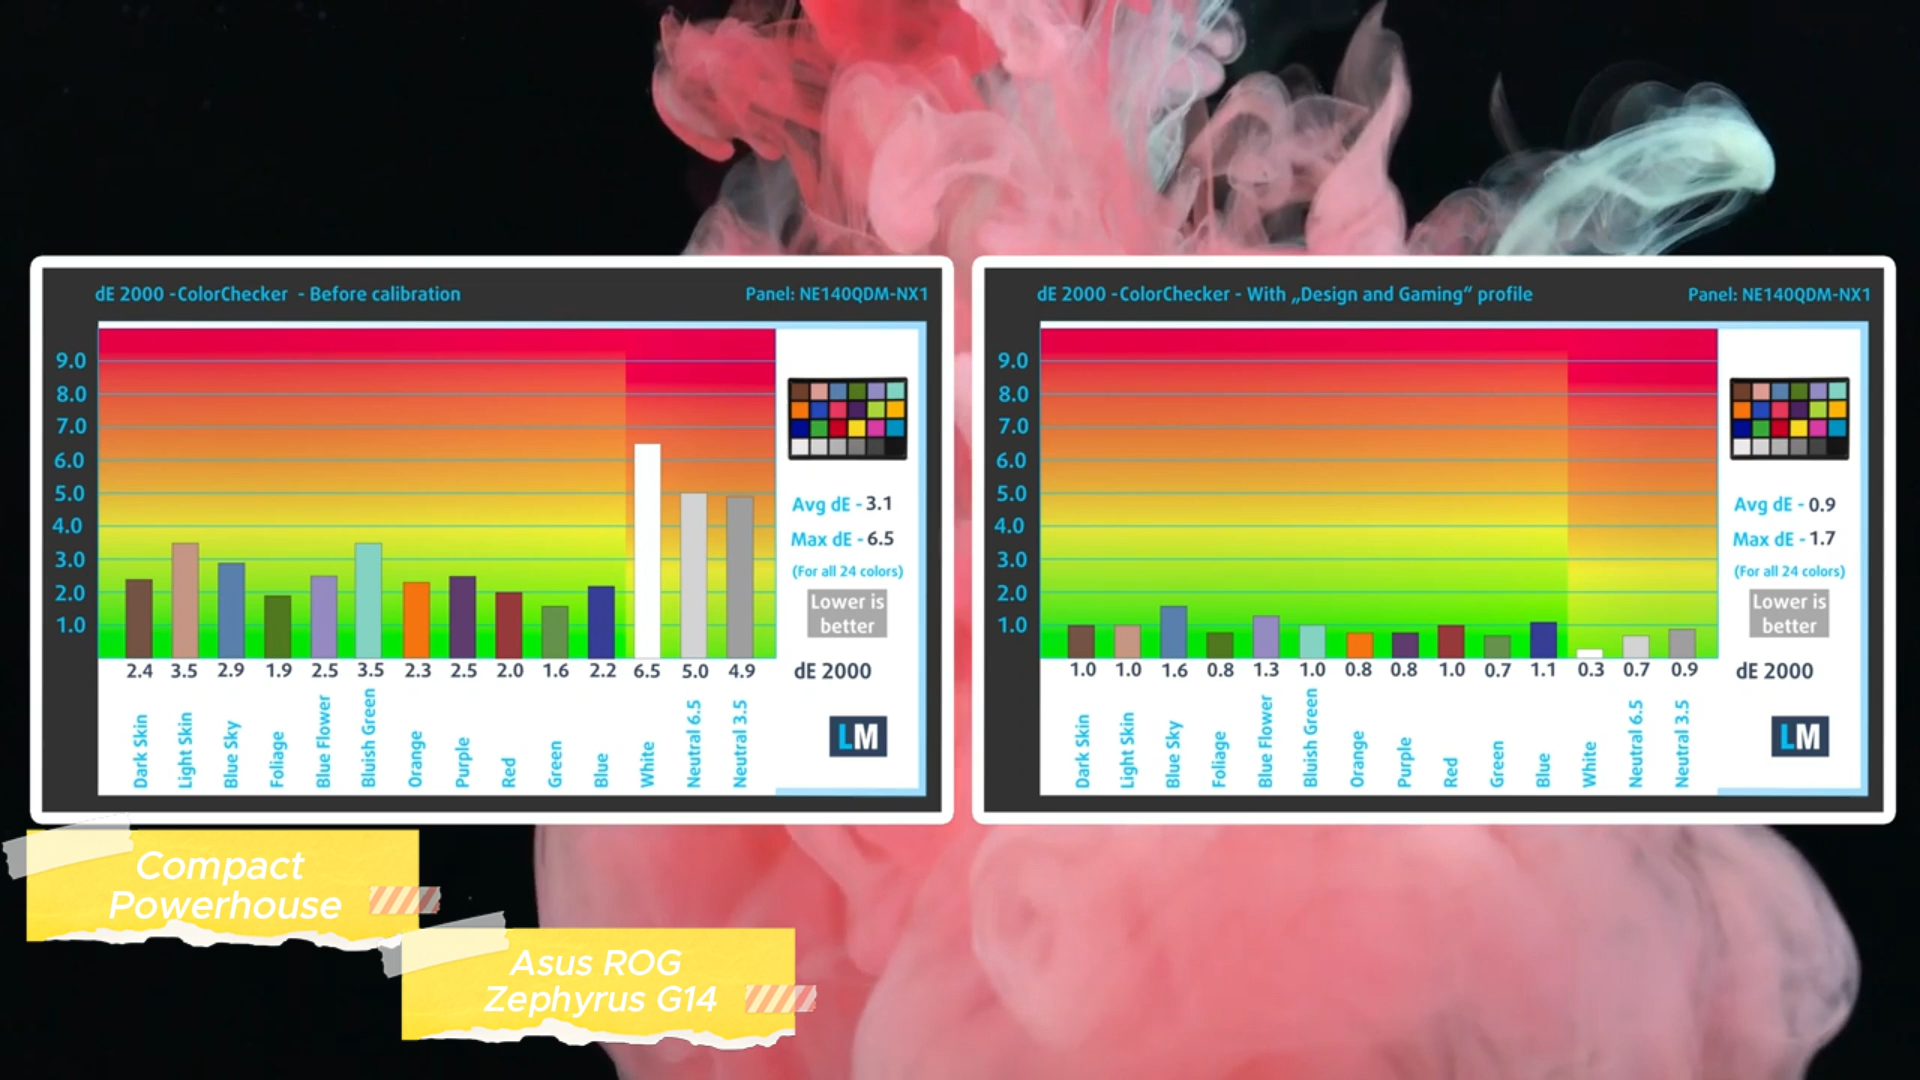 dE 2000 -ColorChecker - Before calibration
Panel: NE140QDM-NX1
9.0
8.0
7.0
6.0
5.0
4.0
3.0
2.0
1.0
2.4 3.5 2.9 1.9 2.5 3.5 2.3 2.5 2.0 1.6 2.2 6.5 5.0 4.9
Dark Skin
Light Skin
Blue Sky
Foliage
Blue Flower
Bluish Green
Orange
Purple
Red
Green
Blue
White
Neutral 6.5
Neutral 3.5
Avg dE - 3.1
Max dE - 6.5
(For all 24 colors)
Lower is
better
dE 2000
LM
dE 2000 -ColorChecker - With „Design and Gaming“ profile
Panel: NE140QDM-NX1
9.0
8.0
7.0
6.0
5.0
4.0
3.0
2.0
1.0
1.0 1.0 1.6 0.8 1.3 1.0 0.8 0.8 1.0 0.7 1.1 0.3 0.7 0.9
Dark Skin
Light Skin
Blue Sky
Foliage
Blue Flower
Bluish Green
Orange
Purple
Red
Green
Blue
White
Neutral 6.5
Neutral 3.5
Avg dE - 0.9
Max dE - 1.7
(For all 24 colors)
Lower is
better
dE 2000
LM
Compact
Powerhouse
Asus ROG
Zephyrus G14